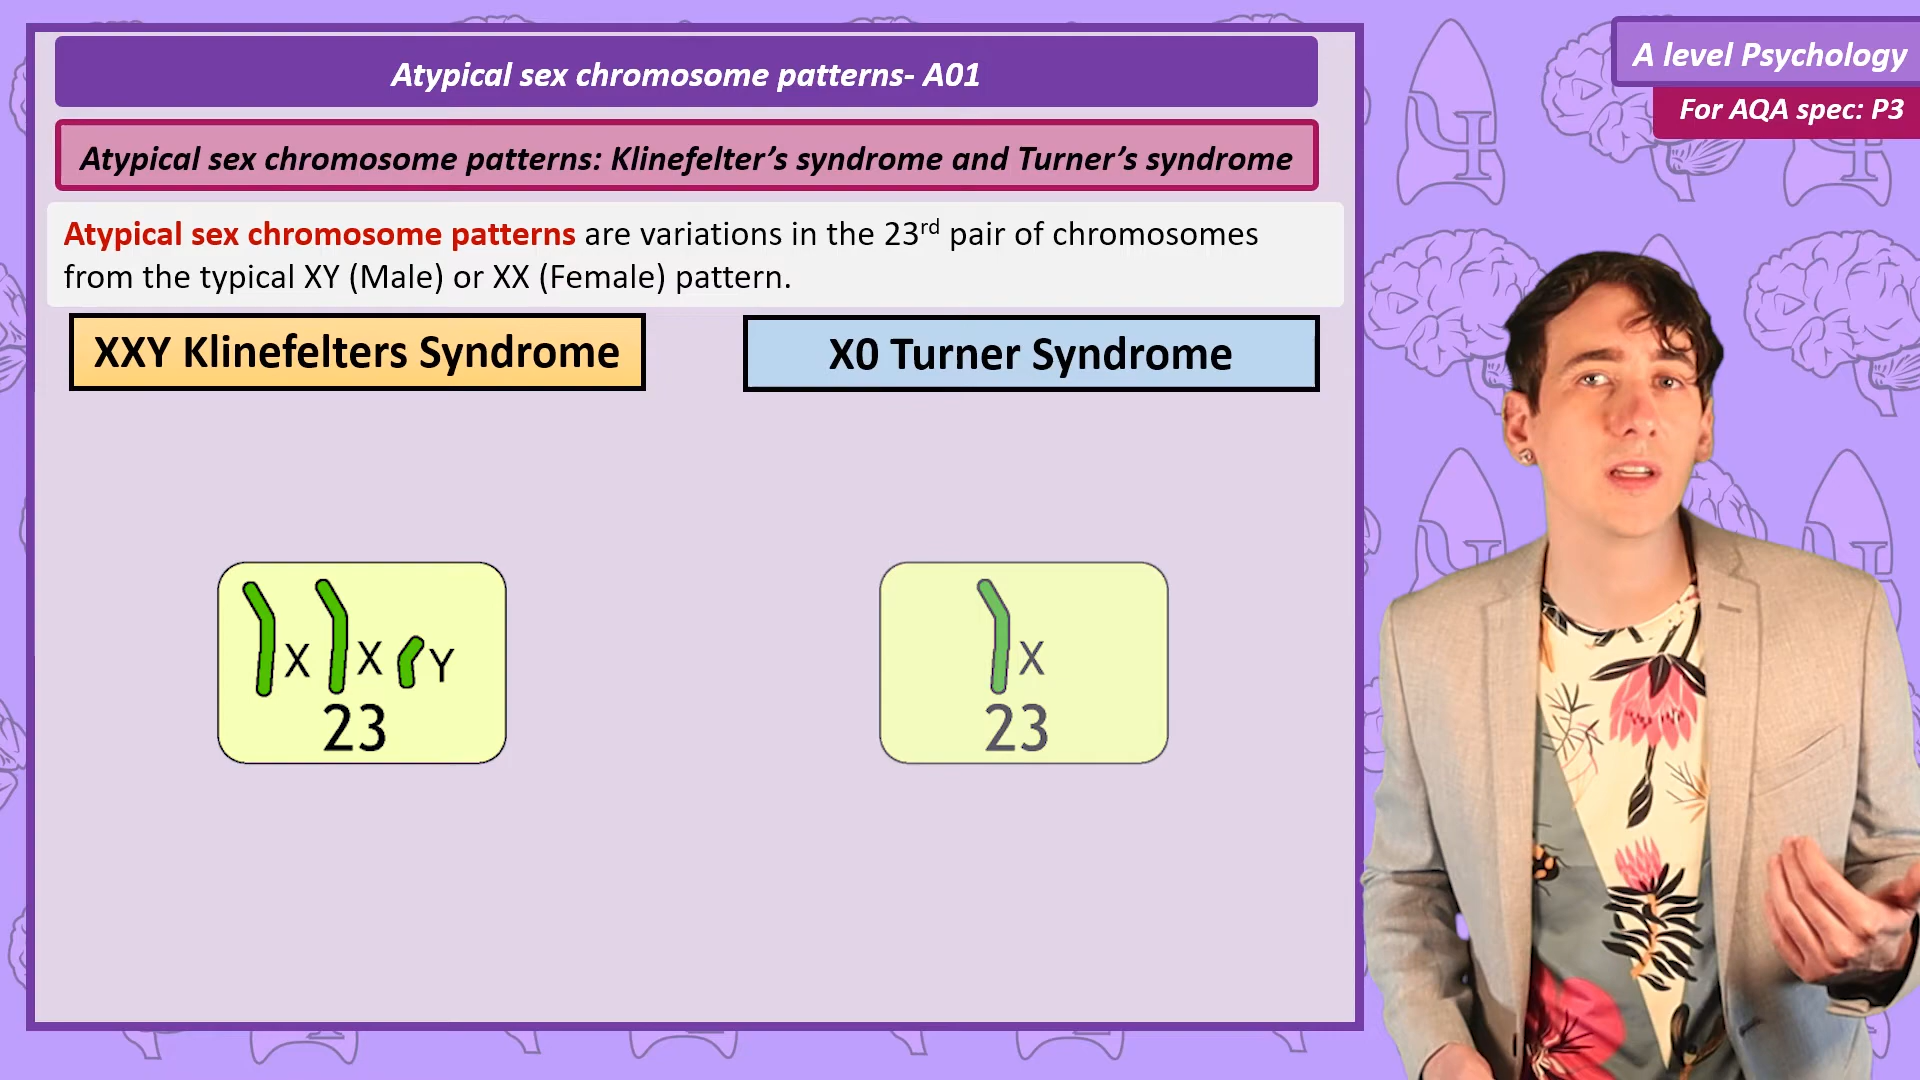 Atypical sex chromosome patterns- A01
A level Psychology
For AQA spec: P3
Atypical sex chromosome patterns: Klinefelter’s syndrome and Turner’s syndrome
Atypical sex chromosome patterns are variations in the 23rd pair of chromosomes
from the typical XY (Male) or XX (Female) pattern.
XXY Klinefelters Syndrome
X0 Turner Syndrome
X X Y
23
X
23